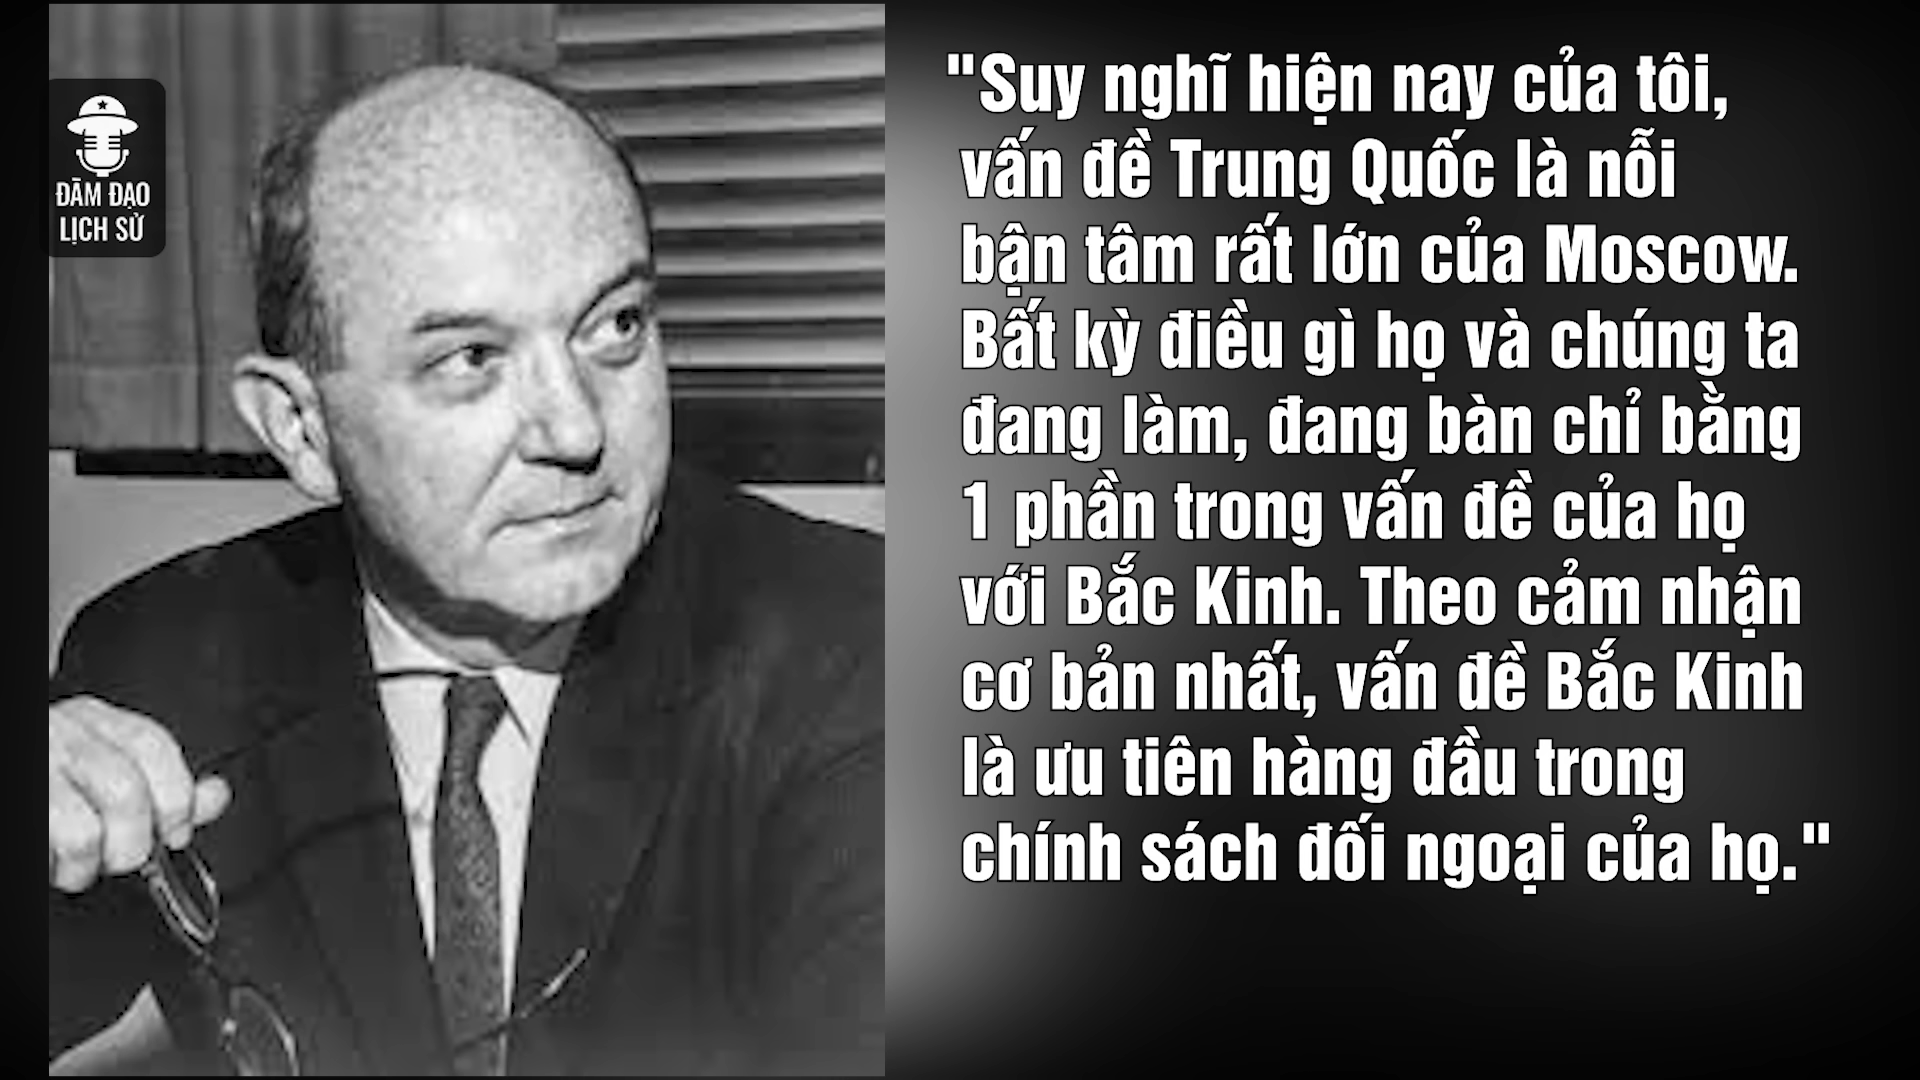 ĐÀM ĐẠO
LỊCH SỬ
"Suy nghĩ hiện nay của tôi,
vấn đề Trung Quốc là nỗi
bận tâm rất lớn của Moscow.
Bất kỳ điều gì họ và chúng ta
đang làm, đang bàn chỉ bằng
1 phần trong vấn đề của họ
với Bắc Kinh. Theo cảm nhận
cơ bản nhất, vấn đề Bắc Kinh
là ưu tiên hàng đầu trong
chính sách đối ngoại của họ."